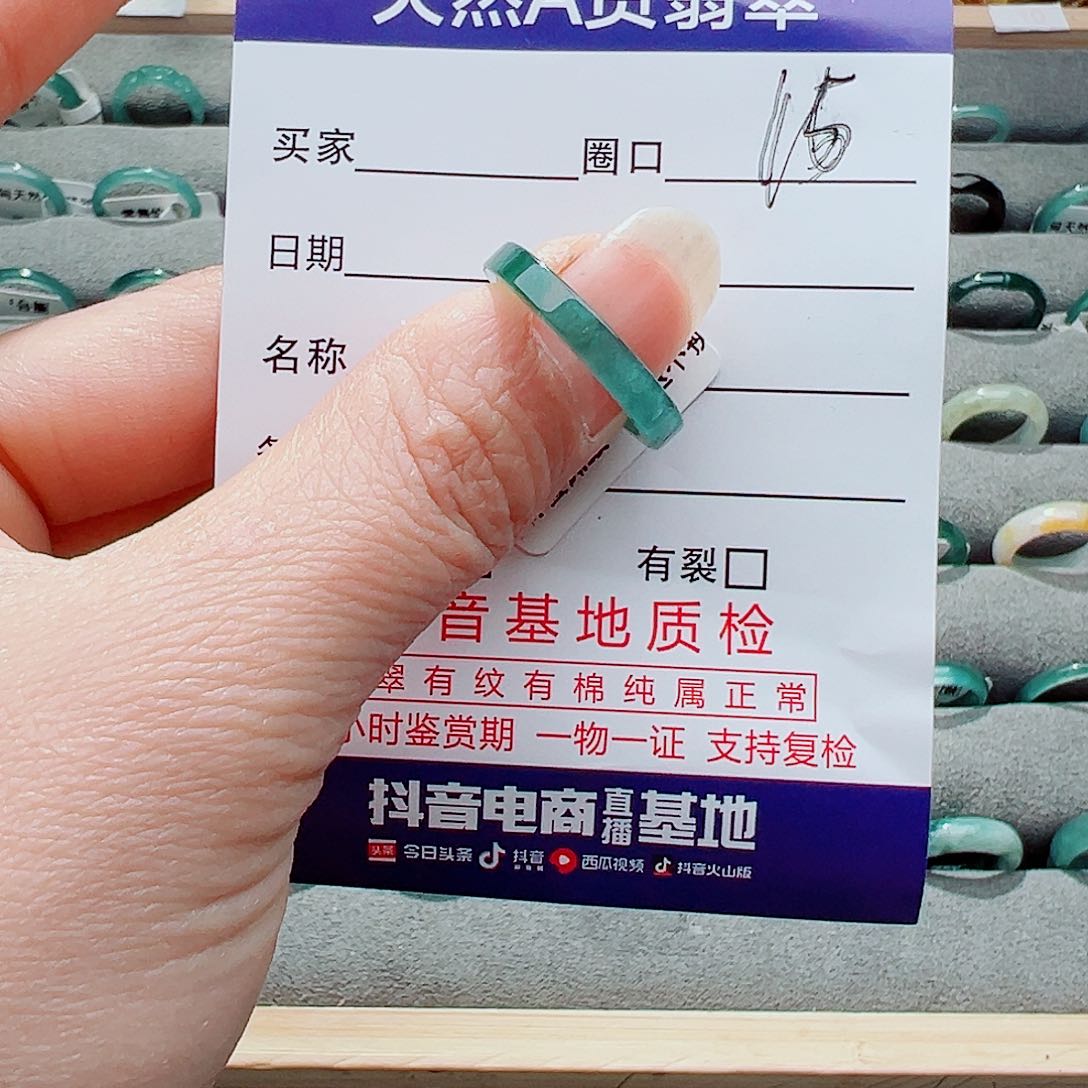 天然A货翡翠
买家 圈口 15
日期
名称
有裂□
音基地质检
翠有纹有棉纯属正常
小时鉴赏期 一物一证 支持复检
抖音电商直播基地
头条 今日头条 抖音 西瓜视频 抖音火山版